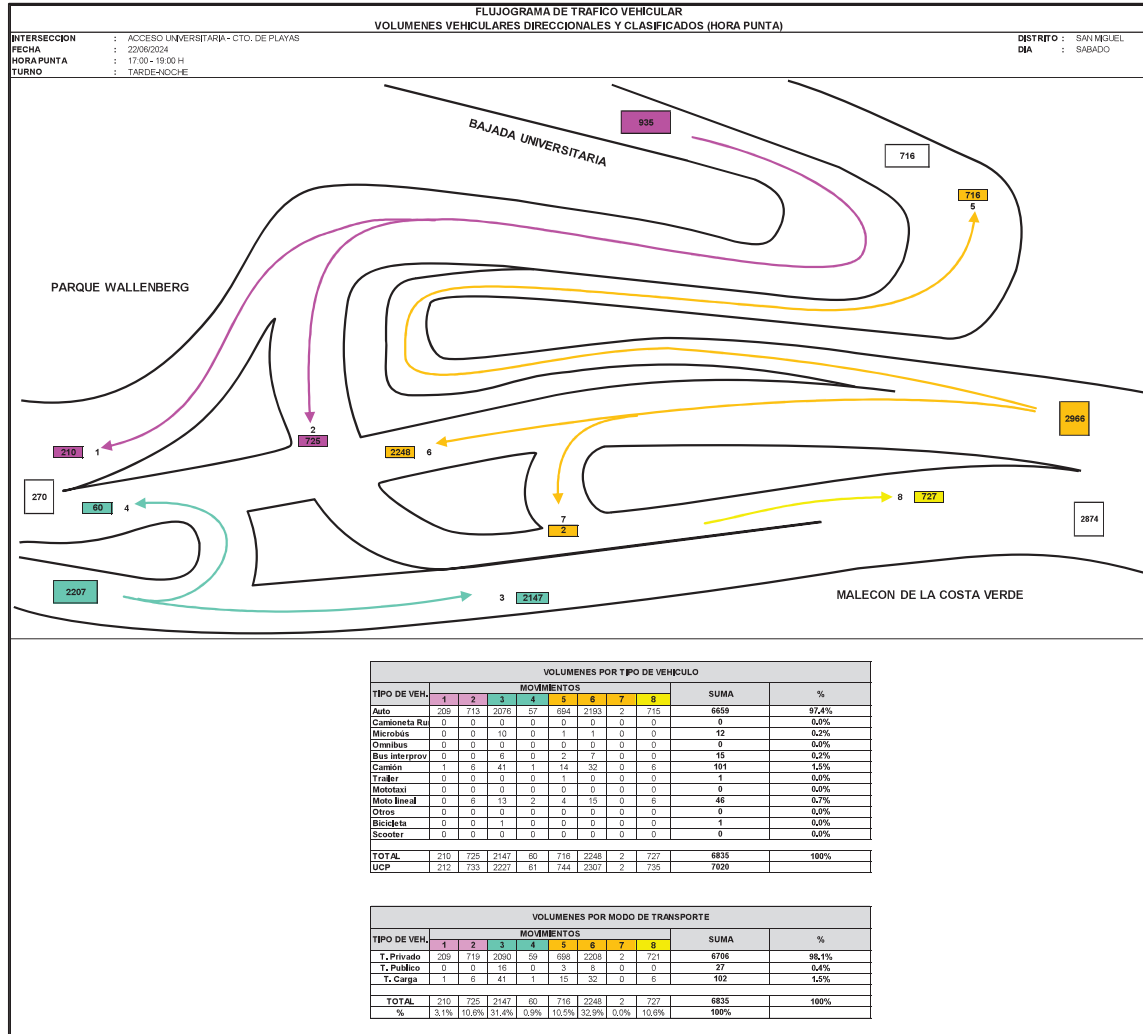 FLUJOGRAMA DE TRAFICO VEHICULAR
VOLUMENES VEHICULARES DIRECCIONALES Y CLASIFICADOS (HORA PUNTA)
INTERSECCION : ACCESO UNIVERSITARIA - CTO. DE PLAYAS DISTRITO : SAN MIGUEL
FECHA : 22/06/2024 DIA : SABADO
HORA PUNTA : 17:00 - 19:00 H
TURNO : TARDE-NOCHE
935
BAJADA UNIVERSITARIA
716
716
5
PARQUE WALLENBERG
2966
2
725
210 1
2248 6
270
60 4
8 727
7
2
2874
2207
3 2147
MALECON DE LA COSTA VERDE
VOLUMENES POR TIPO DE VEHICULO
TIPO DE VEH. MOVIMIENTOS SUMA %
1 2 3 4 5 6 7 8
Auto 209 713 2076 57 694 2193 2 715 6659 97.4%
Camioneta Ru 0 0 0 0 0 0 0 0 0 0.0%
Microbús 0 0 10 0 1 1 0 0 12 0.2%
Omnibus 0 0 0 0 0 0 0 0 0 0.0%
Bus interprov 0 0 6 0 2 7 0 0 15 0.2%
Camión 1 6 41 1 14 32 0 6 101 1.5%
Trailer 0 0 0 0 1 0 0 0 1 0.0%
Mototaxi 0 0 0 0 0 0 0 0 0 0.0%
Moto lineal 0 6 13 2 4 15 0 6 46 0.7%
Otros 0 0 0 0 0 0 0 0 0 0.0%
Bicicleta 0 0 1 0 0 0 0 0 1 0.0%
Scooter 0 0 0 0 0 0 0 0 0 0.0%
TOTAL 210 725 2147 60 716 2248 2 727 6835 100%
UCP 212 733 2227 61 744 2307 2 735 7020
VOLUMENES POR MODO DE TRANSPORTE
TIPO DE VEH. MOVIMIENTOS SUMA %
1 2 3 4 5 6 7 8
T. Privado 209 719 2090 59 698 2208 2 721 6706 98.1%
T. Publico 0 0 16 0 3 8 0 0 27 0.4%
T. Carga 1 6 41 1 15 32 0 6 102 1.5%
TOTAL 210 725 2147 60 716 2248 2 727 6835 100%
% 3.1% 10.6% 31.4% 0.9% 10.5% 32.9% 0.0% 10.6% 100%